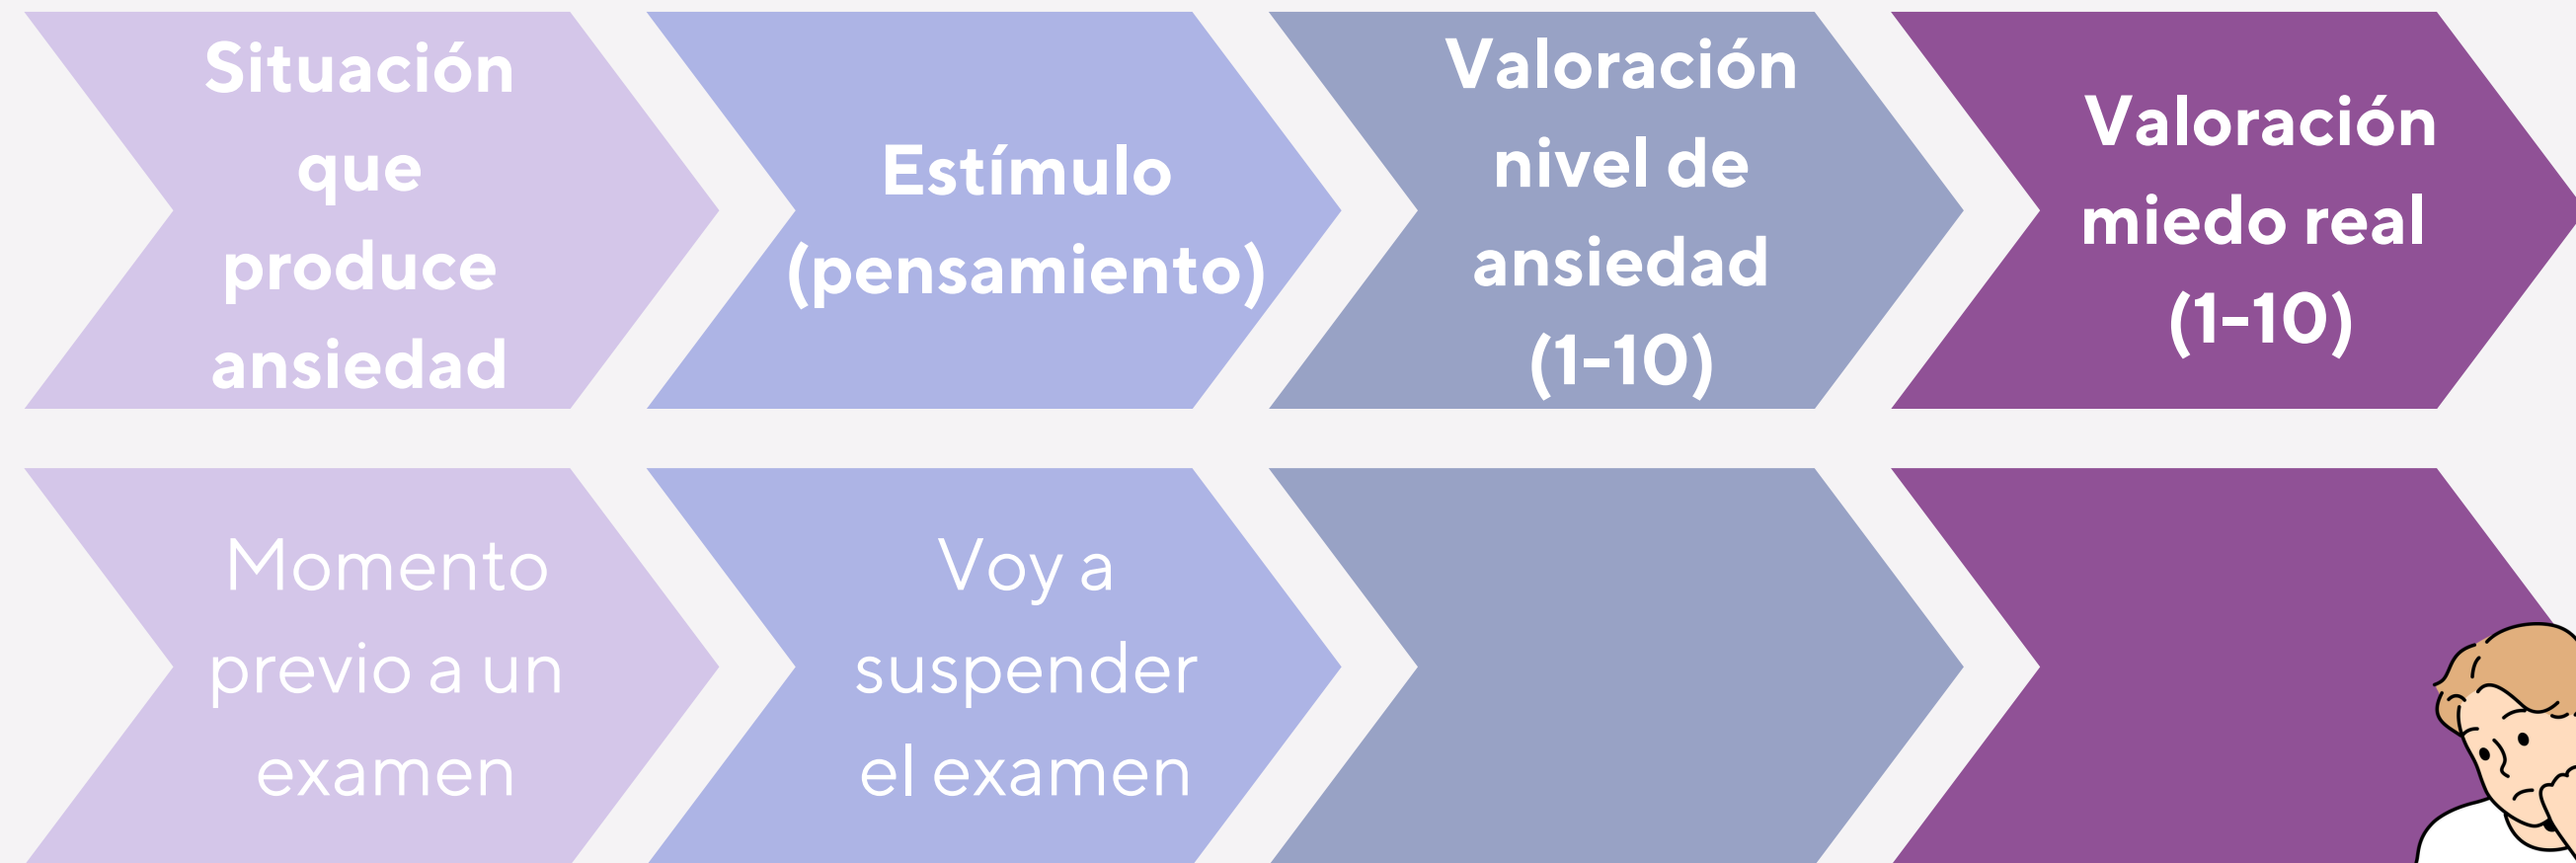 Situación
que
produce
ansiedad
Estímulo
(pensamiento)
Valoración
nivel de
ansiedad
(1-10)
Valoración
miedo real
(1-10)
Momento
previo a un
examen
Voy a
suspender
el examen